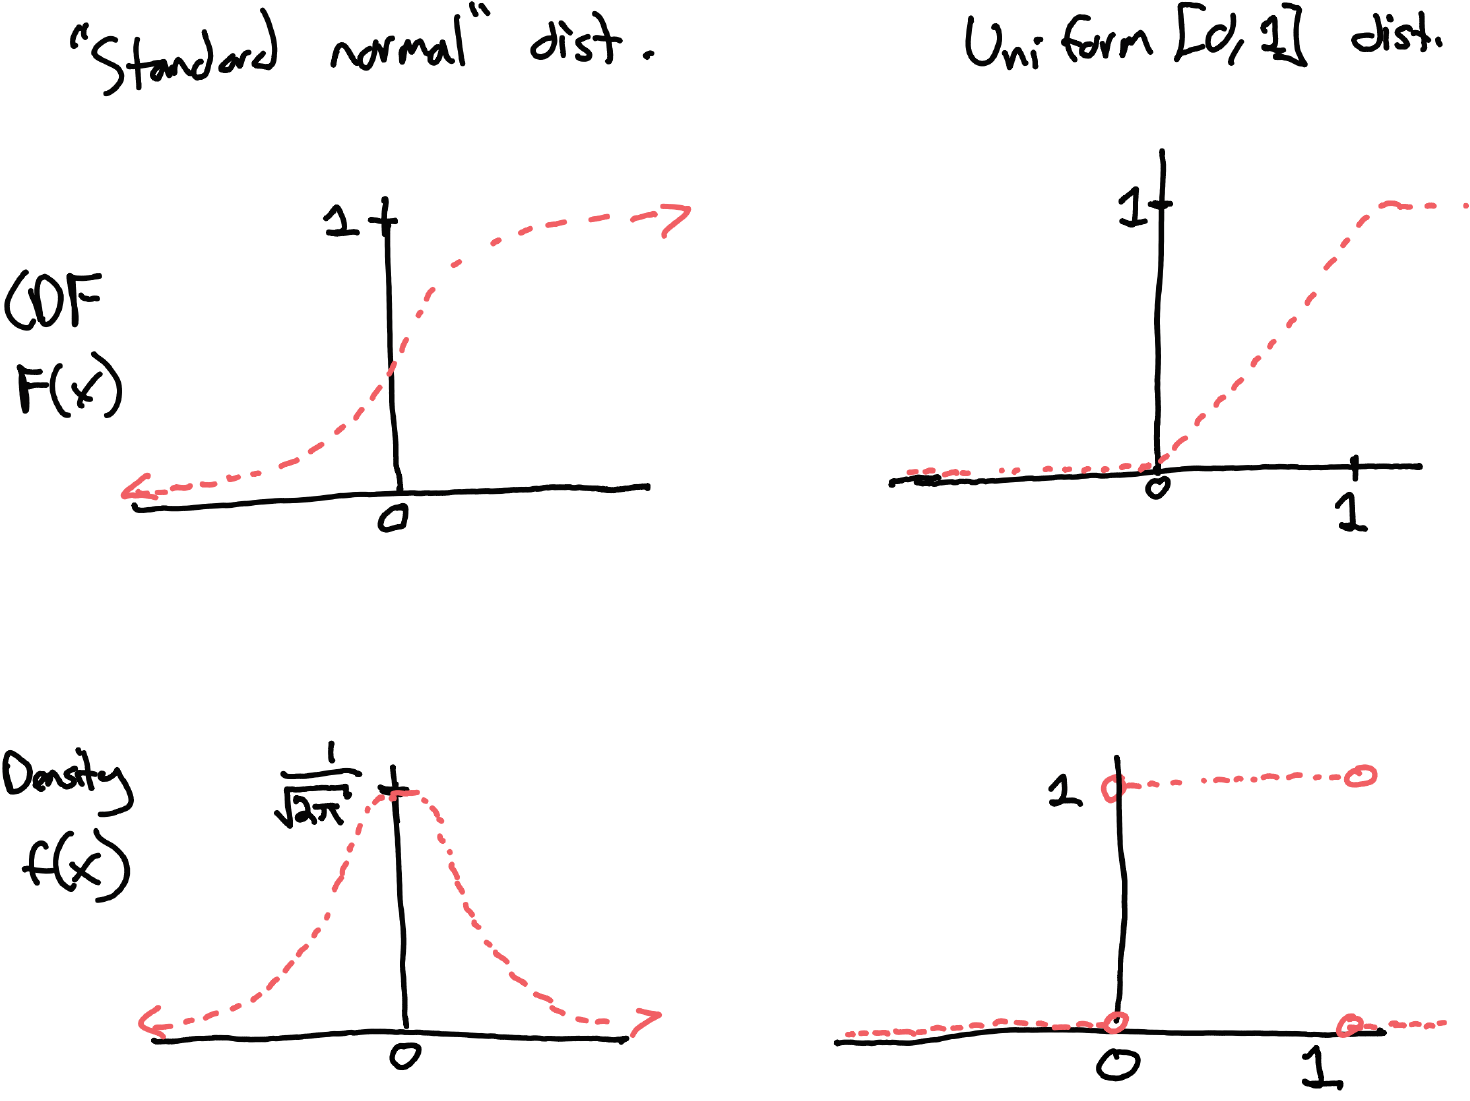 "Standard normal" dist.
Uniform [0,1] dist.
CDF
F(x)
1
0
1
0
1
Density
f(x)
1/√2π
0
1
0
1